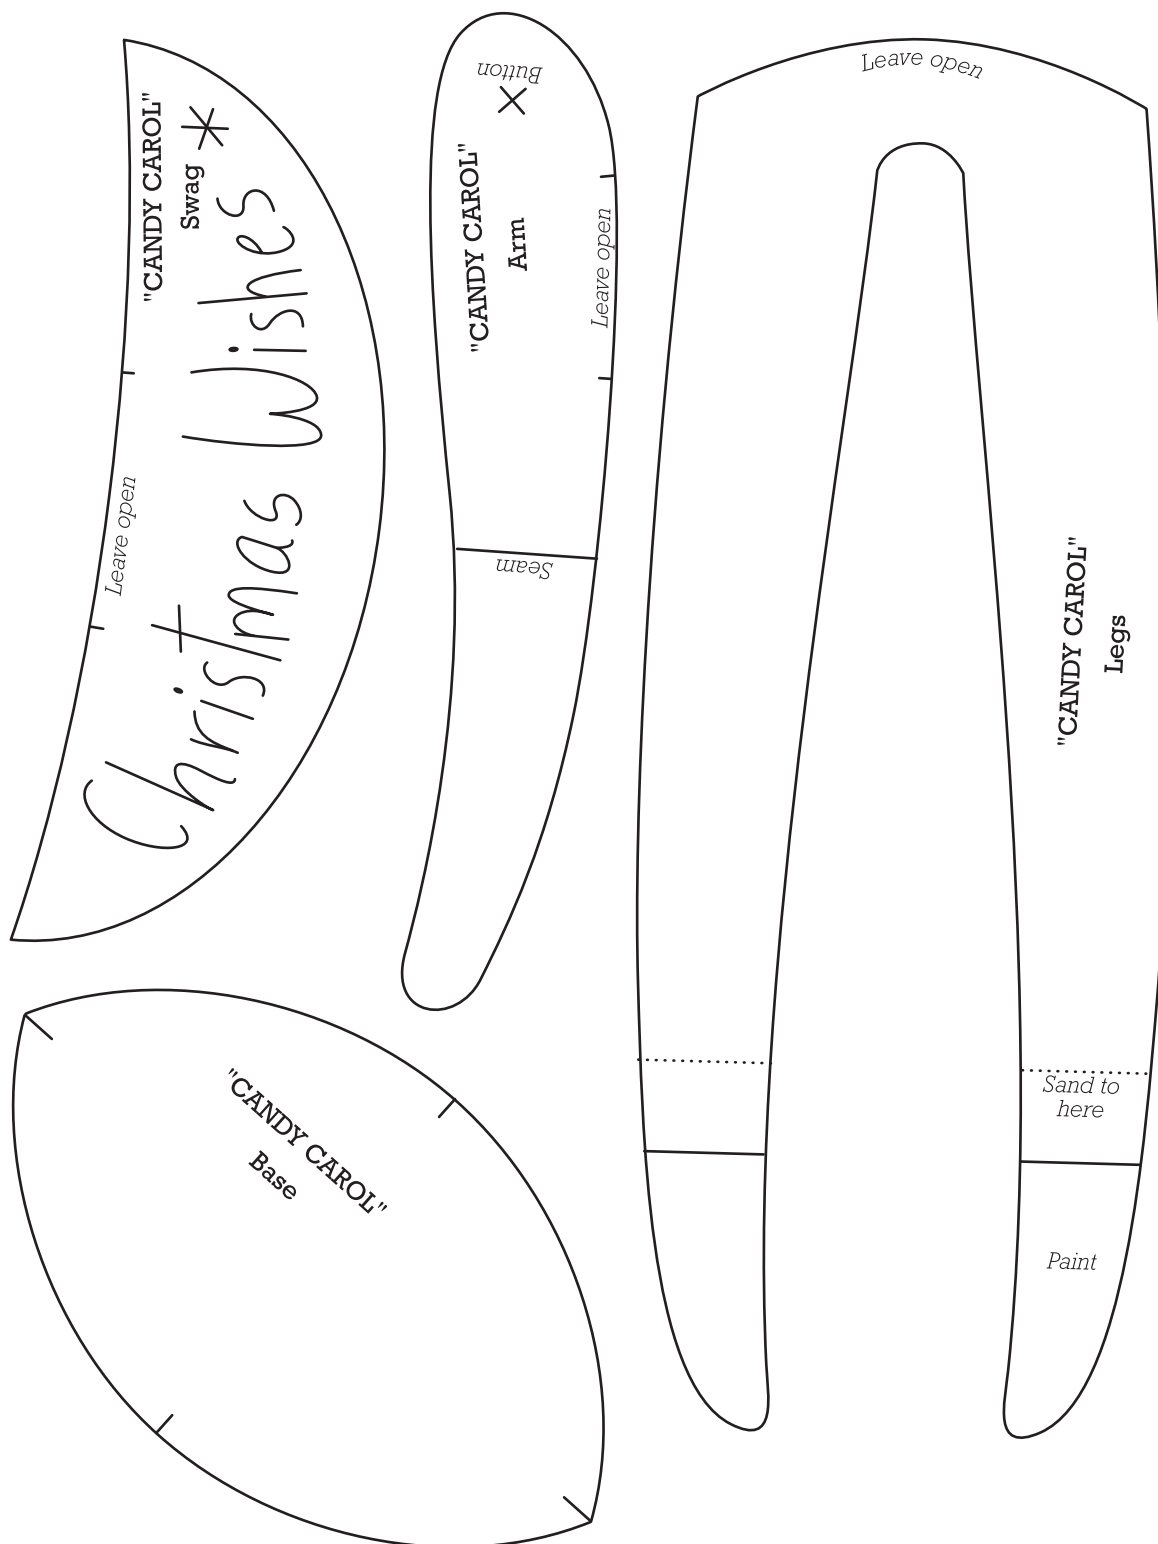 "CANDY CAROL"
Swag
Christmas Wishes
Leave open
Button
"CANDY CAROL"
Arm
Leave open
Seam
Leave open
"CANDY CAROL"
Legs
Sand to
here
Paint
"CANDY CAROL"
Base